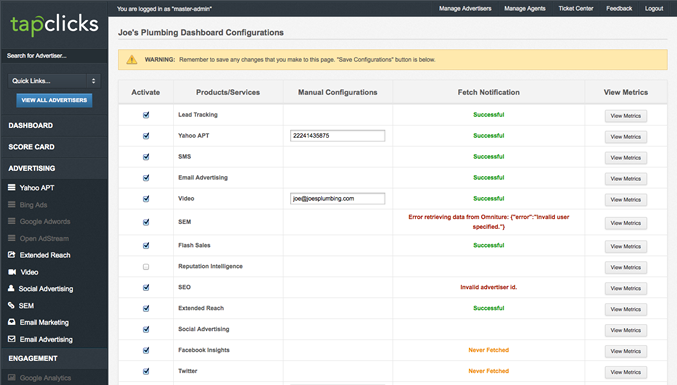 tapclicks
You are logged in as "master-admin"
Manage Advertisers
Manage Agents
Ticket Center
Feedback
Logout
Search for Advertiser...
Quick Links...
VIEW ALL ADVERTISERS
DASHBOARD
SCORE CARD
ADVERTISING
Yahoo APT
Bing Ads
Google Adwords
Open AdStream
Extended Reach
Video
Social Advertising
SEM
Email Marketing
Email Advertising
ENGAGEMENT
Google Analytics
Joe's Plumbing Dashboard Configurations
WARNING: Remember to save any changes that you make to this page. "Save Configurations" button is below.
Activate Products/Services Manual Configurations Fetch Notification View Metrics
Lead Tracking Successful View Metrics
Yahoo APT 22241435875 Successful View Metrics
SMS Successful View Metrics
Email Advertising Successful View Metrics
Video joe@joesplumbing.com Successful View Metrics
SEM Error retrieving data from Omniture: {"error":"Invalid user
specified."} View Metrics
Flash Sales Successful View Metrics
Reputation Intelligence View Metrics
SEO Invalid advertiser id. View Metrics
Extended Reach Successful View Metrics
Social Advertising View Metrics
Facebook Insights Never Fetched View Metrics
Twitter Never Fetched View Metrics